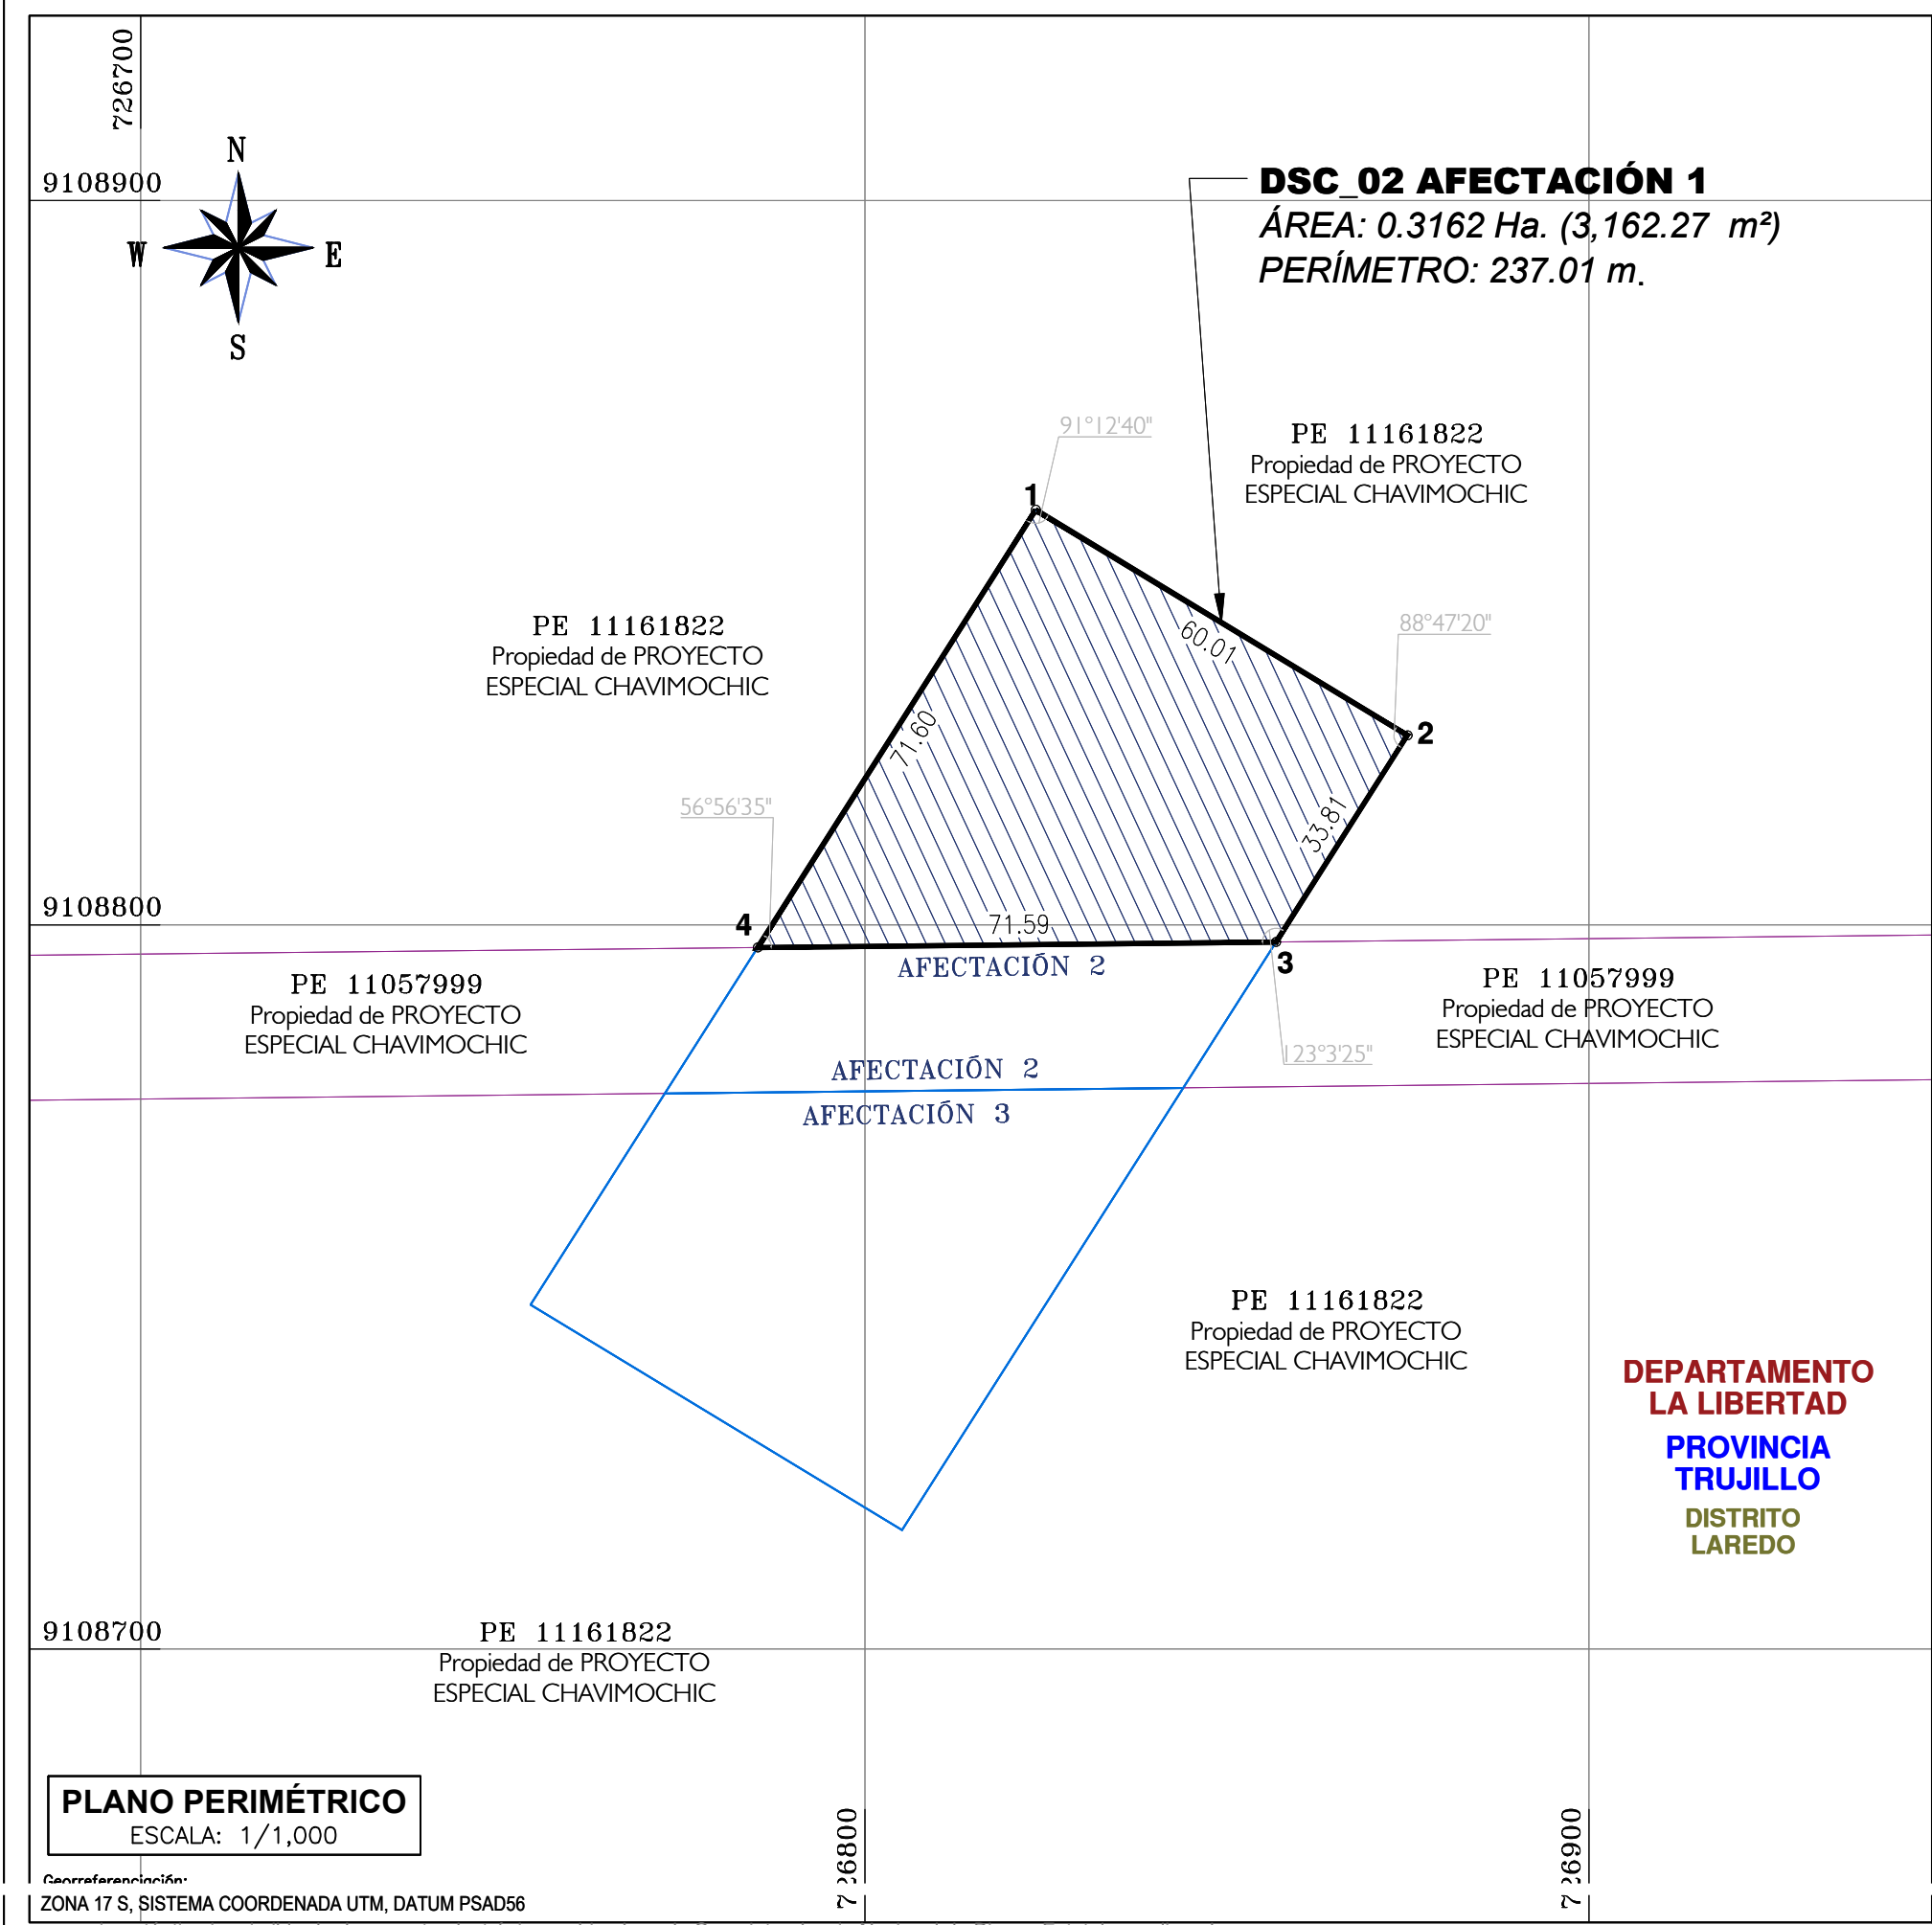 726700
N
9108900
W
E
S
DSC_02 AFECTACIÓN 1
ÁREA: 0.3162 Ha. (3,162.27 m²)
PERÍMETRO: 237.01 m.
91°12'40"
PE 11161822
Propiedad de PROYECTO
ESPECIAL CHAVIMOCHIC
1
PE 11161822
Propiedad de PROYECTO
ESPECIAL CHAVIMOCHIC
60.01
88°47'20"
2
71.60
56°56'35"
33.81
9108800
4
71.59
3
AFECTACIÓN 2
PE 11057999
Propiedad de PROYECTO
ESPECIAL CHAVIMOCHIC
PE 11057999
Propiedad de PROYECTO
ESPECIAL CHAVIMOCHIC
123°3'25"
AFECTACIÓN 2
AFECTACIÓN 3
PE 11161822
Propiedad de PROYECTO
ESPECIAL CHAVIMOCHIC
DEPARTAMENTO
LA LIBERTAD
PROVINCIA
TRUJILLO
DISTRITO
LAREDO
9108700
PE 11161822
Propiedad de PROYECTO
ESPECIAL CHAVIMOCHIC
PLANO PERIMÉTRICO
ESCALA: 1/1,000
726800
726900
Georreferenciación:
ZONA 17 S, SISTEMA COORDENADA UTM, DATUM PSAD56